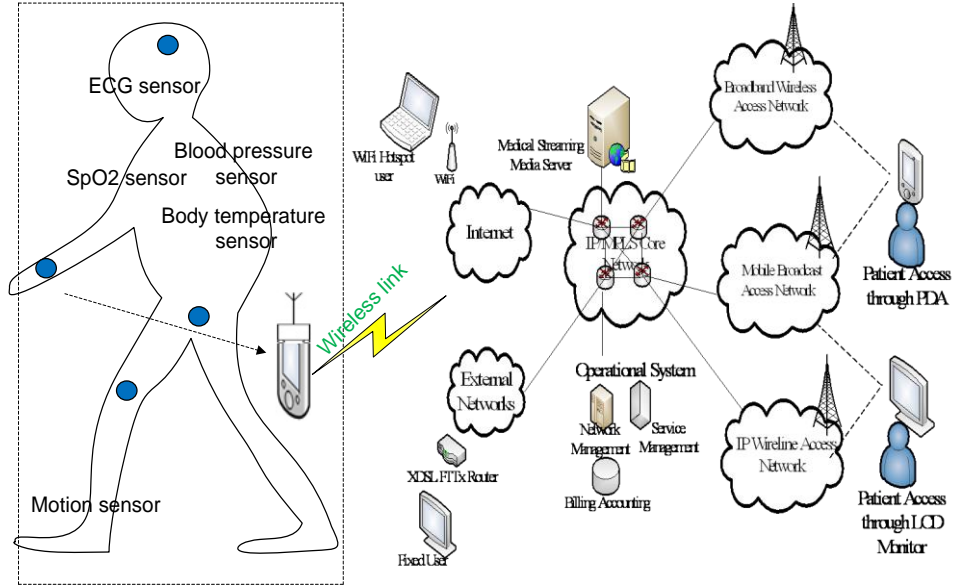 ECG sensor
SpO2 sensor
Blood pressure
sensor
Body temperature
sensor
Motion sensor
Wireless link
WiFi Hotspot
user
WiFi
Internet
Medical Streaming
Media Server
IP/MPLS Core
Network
External
Networks
XDSL FTTx Router
Fixed User
Operational System
Network
Management
Service
Management
Billing Accounting
Broadband Wireless
Access Network
Mobile Broadcast
Access Network
IP Wireline Access
Network
Patient Access
through PDA
Patient Access
through LCD
Monitor